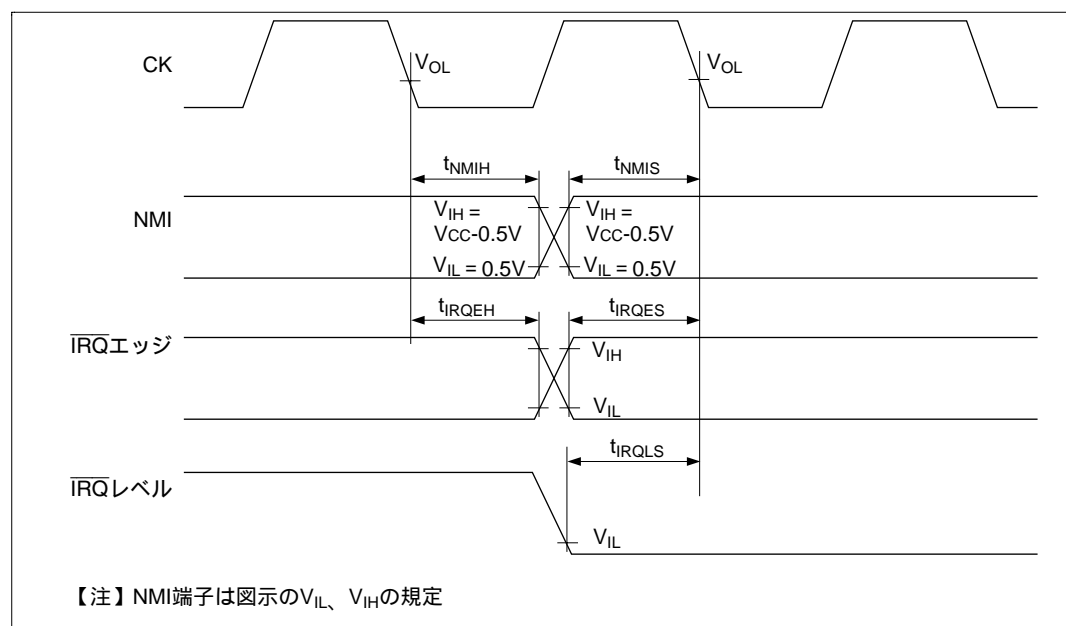 CK
VOL
VOL
tNMIH
tNMIS
NMI
VIH =
VCC-0.5V
VIL = 0.5V
VIH =
VCC-0.5V
VIL = 0.5V
tIRQEH
tIRQES
IRQエッジ
VIH
VIL
tIRQLS
IRQレベル
VIL
【注】NMI端子は図示のVIL、VIHの規定